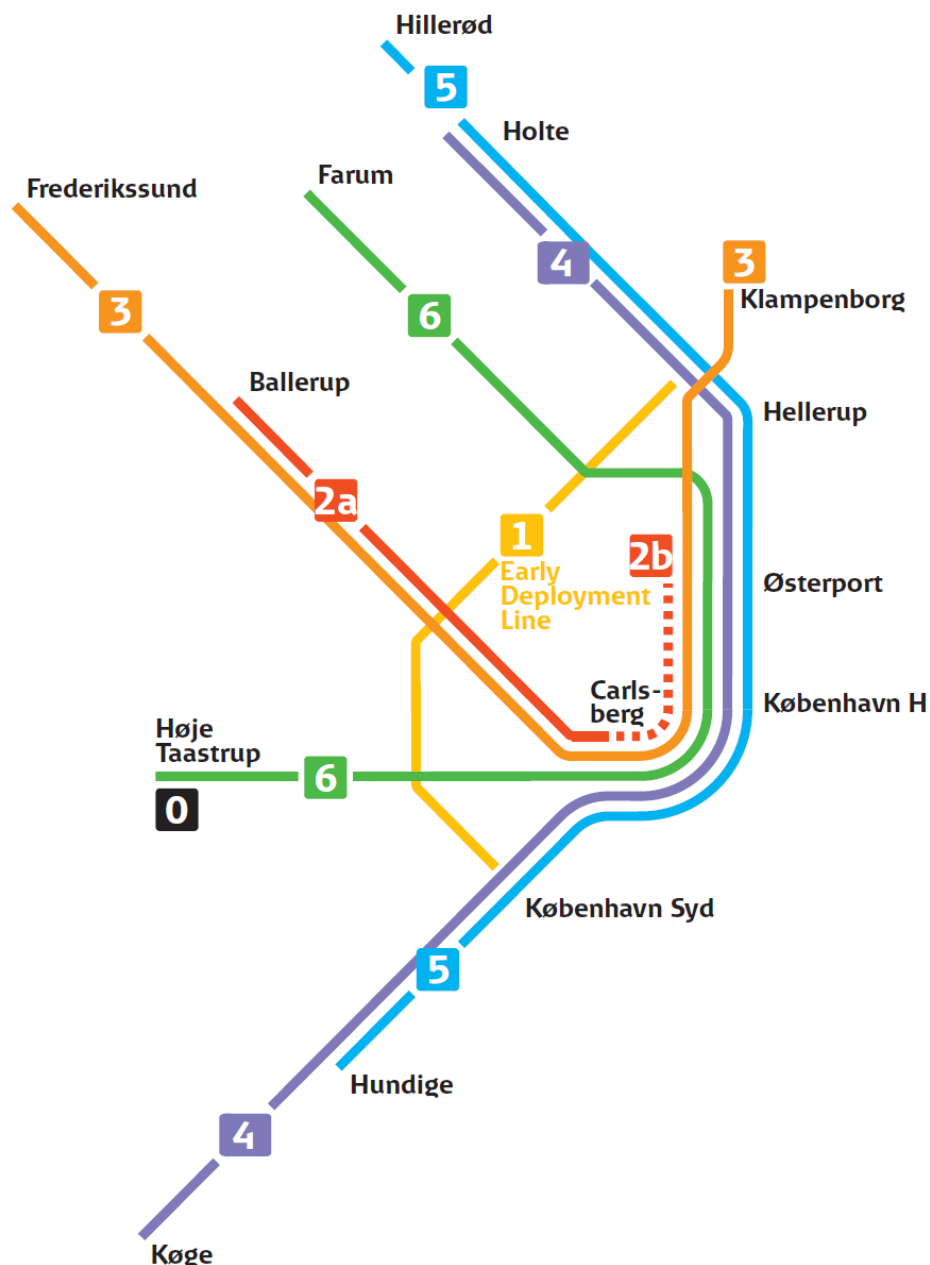 Hillerød
5
Holte
Farum
Frederikssund
4
3
Klampenborg
3
6
Ballerup
Hellerup
2a
1
2b
Early
Deployment
Line
Østerport
Carls-
berg
København H
Høje
Taastrup
6
0
København Syd
5
Hundige
4
Køge